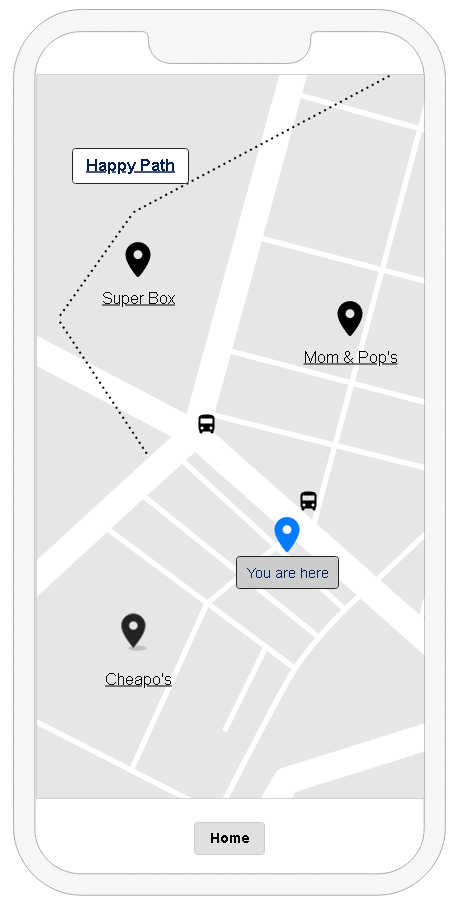 Happy Path
Super Box
Mom & Pop's
You are here
Cheapo's
Home